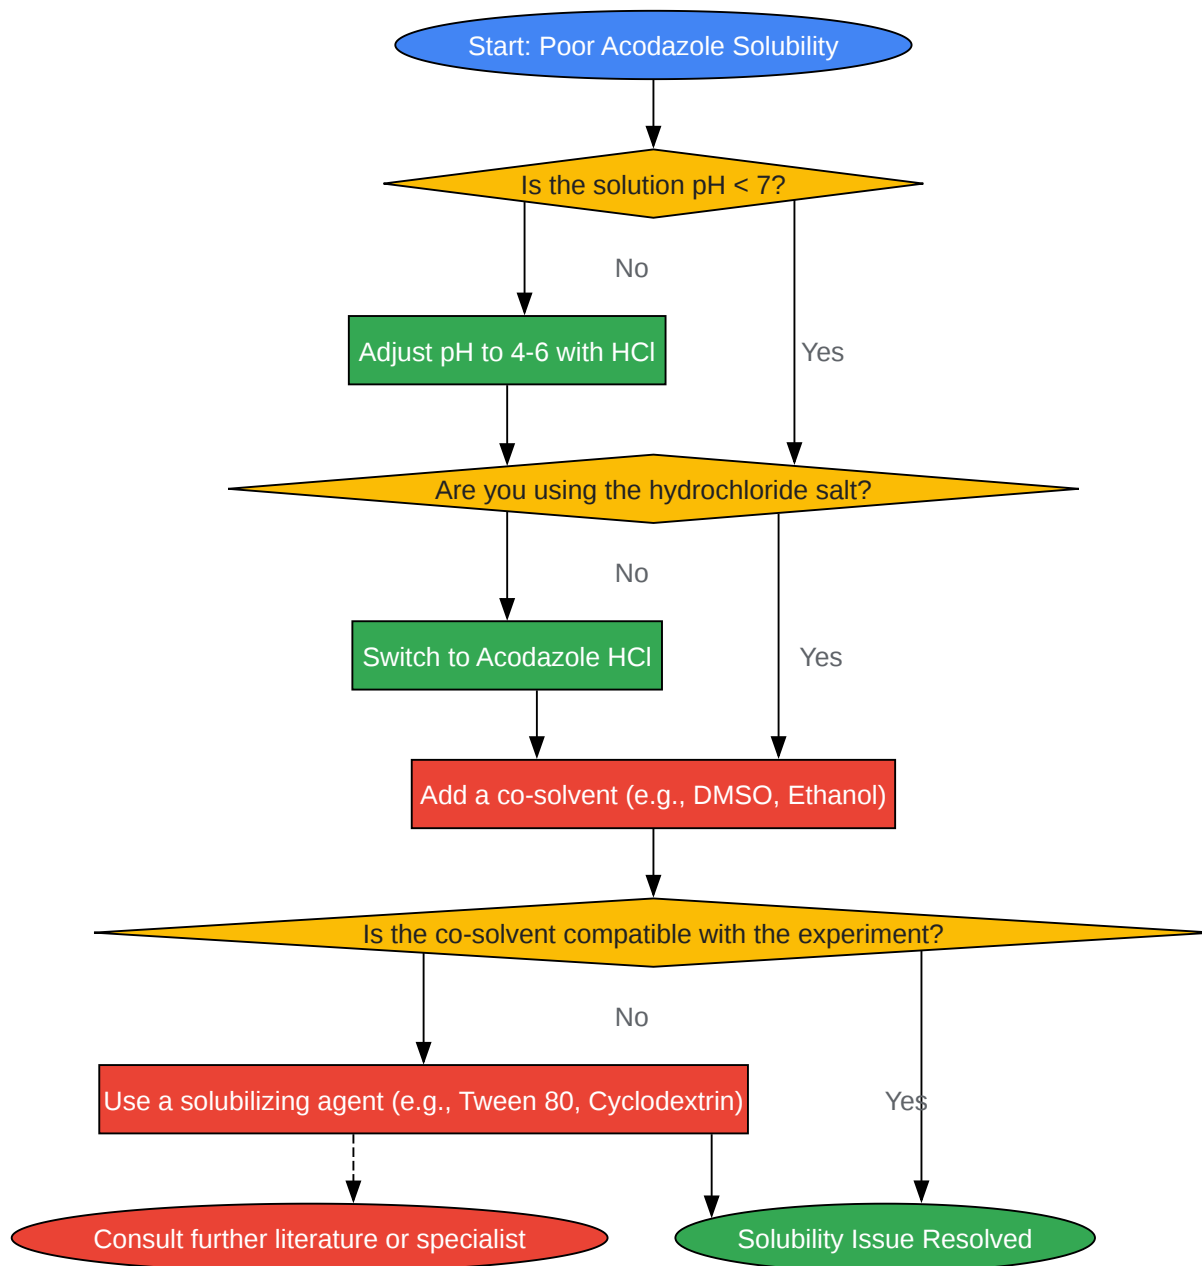 Start: Poor Acodazole Solubility
Is the solution pH < 7?
No
Adjust pH to 4-6 with HCl
Yes
Are you using the hydrochloride salt?
No
Switch to Acodazole HCl
Yes
Add a co-solvent (e.g., DMSO, Ethanol)
Is the co-solvent compatible with the experiment?
No
Use a solubilizing agent (e.g., Tween 80, Cyclodextrin)
Yes
Consult further literature or specialist
Solubility Issue Resolved